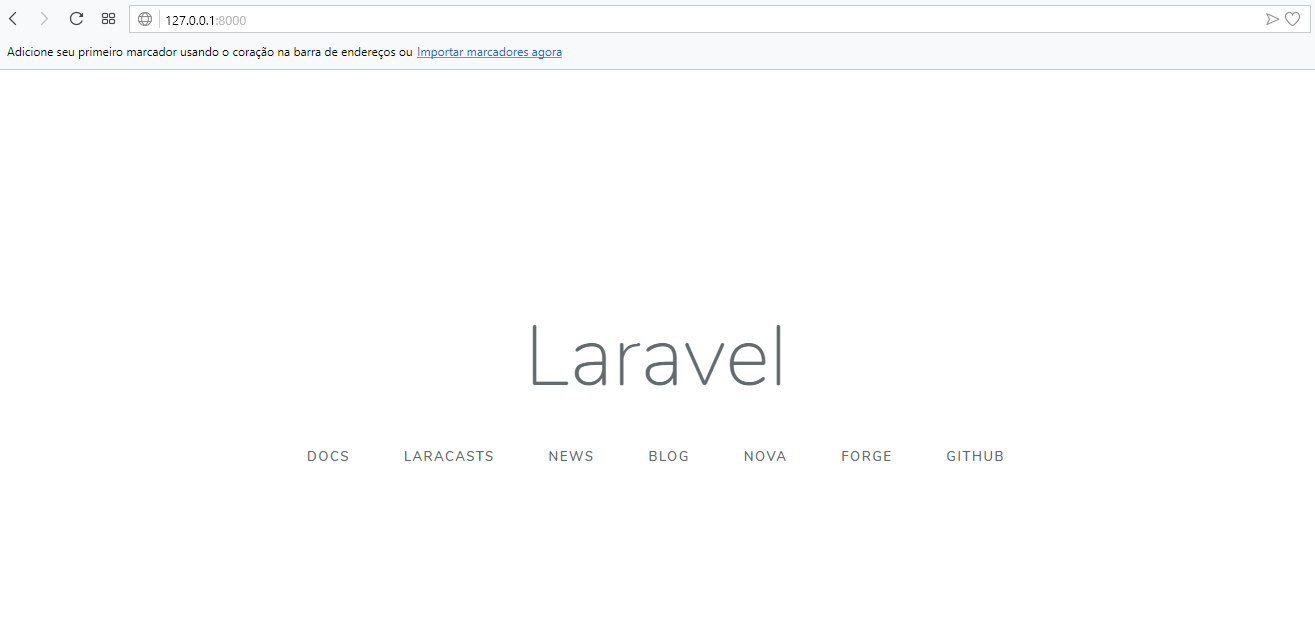 127.0.0.1:8000
Adicione seu primeiro marcador usando o coração na barra de endereços ou Importar marcadores agora
Laravel
DOCS LARACASTS NEWS BLOG NOVA FORGE GITHUB